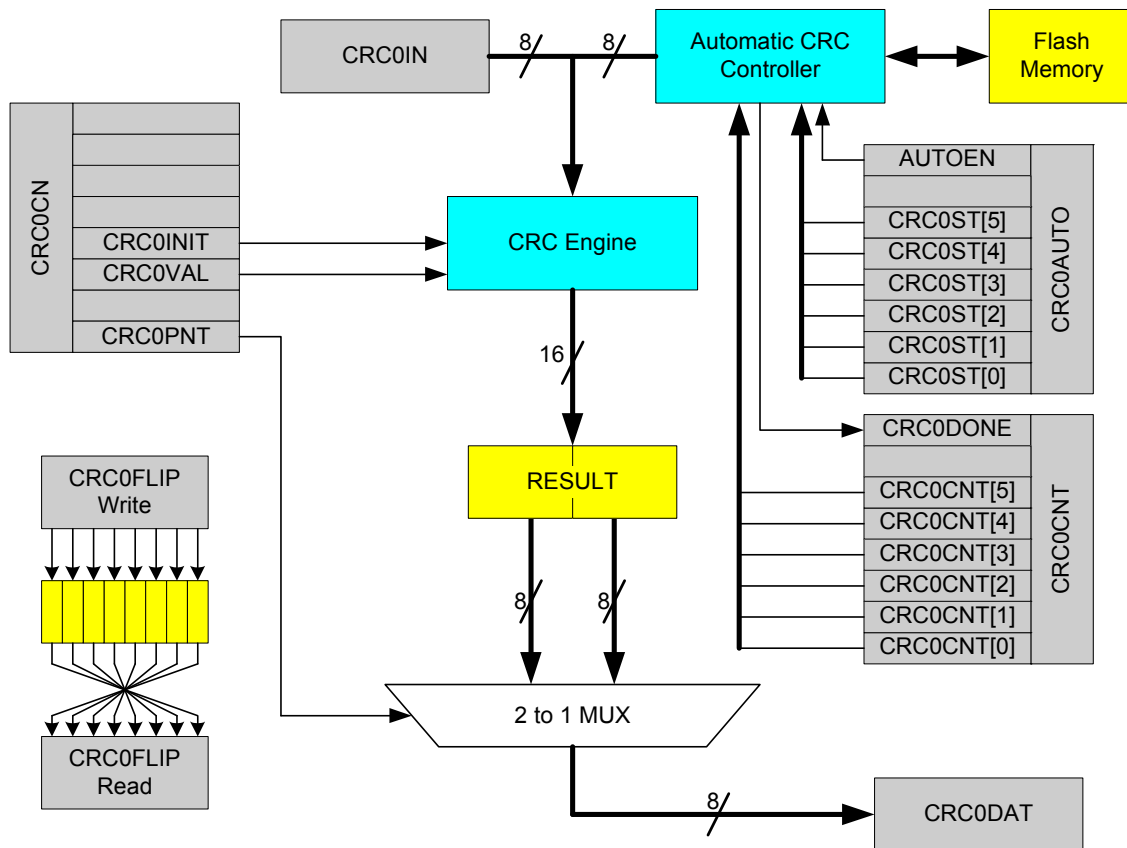 CRC0IN
8
8
Automatic CRC
Controller
Flash
Memory
CRC0CN
CRC0INIT
CRC0VAL
CRC0PNT
CRC Engine
AUTOEN
CRC0ST[5]
CRC0ST[4]
CRC0ST[3]
CRC0ST[2]
CRC0ST[1]
CRC0ST[0]
CRC0AUTO
16
CRC0DONE
CRC0CNT[5]
CRC0CNT[4]
CRC0CNT[3]
CRC0CNT[2]
CRC0CNT[1]
CRC0CNT[0]
CRC0CNT
RESULT
8
8
CRC0FLIP
Write
CRC0FLIP
Read
2 to 1 MUX
8
CRC0DAT